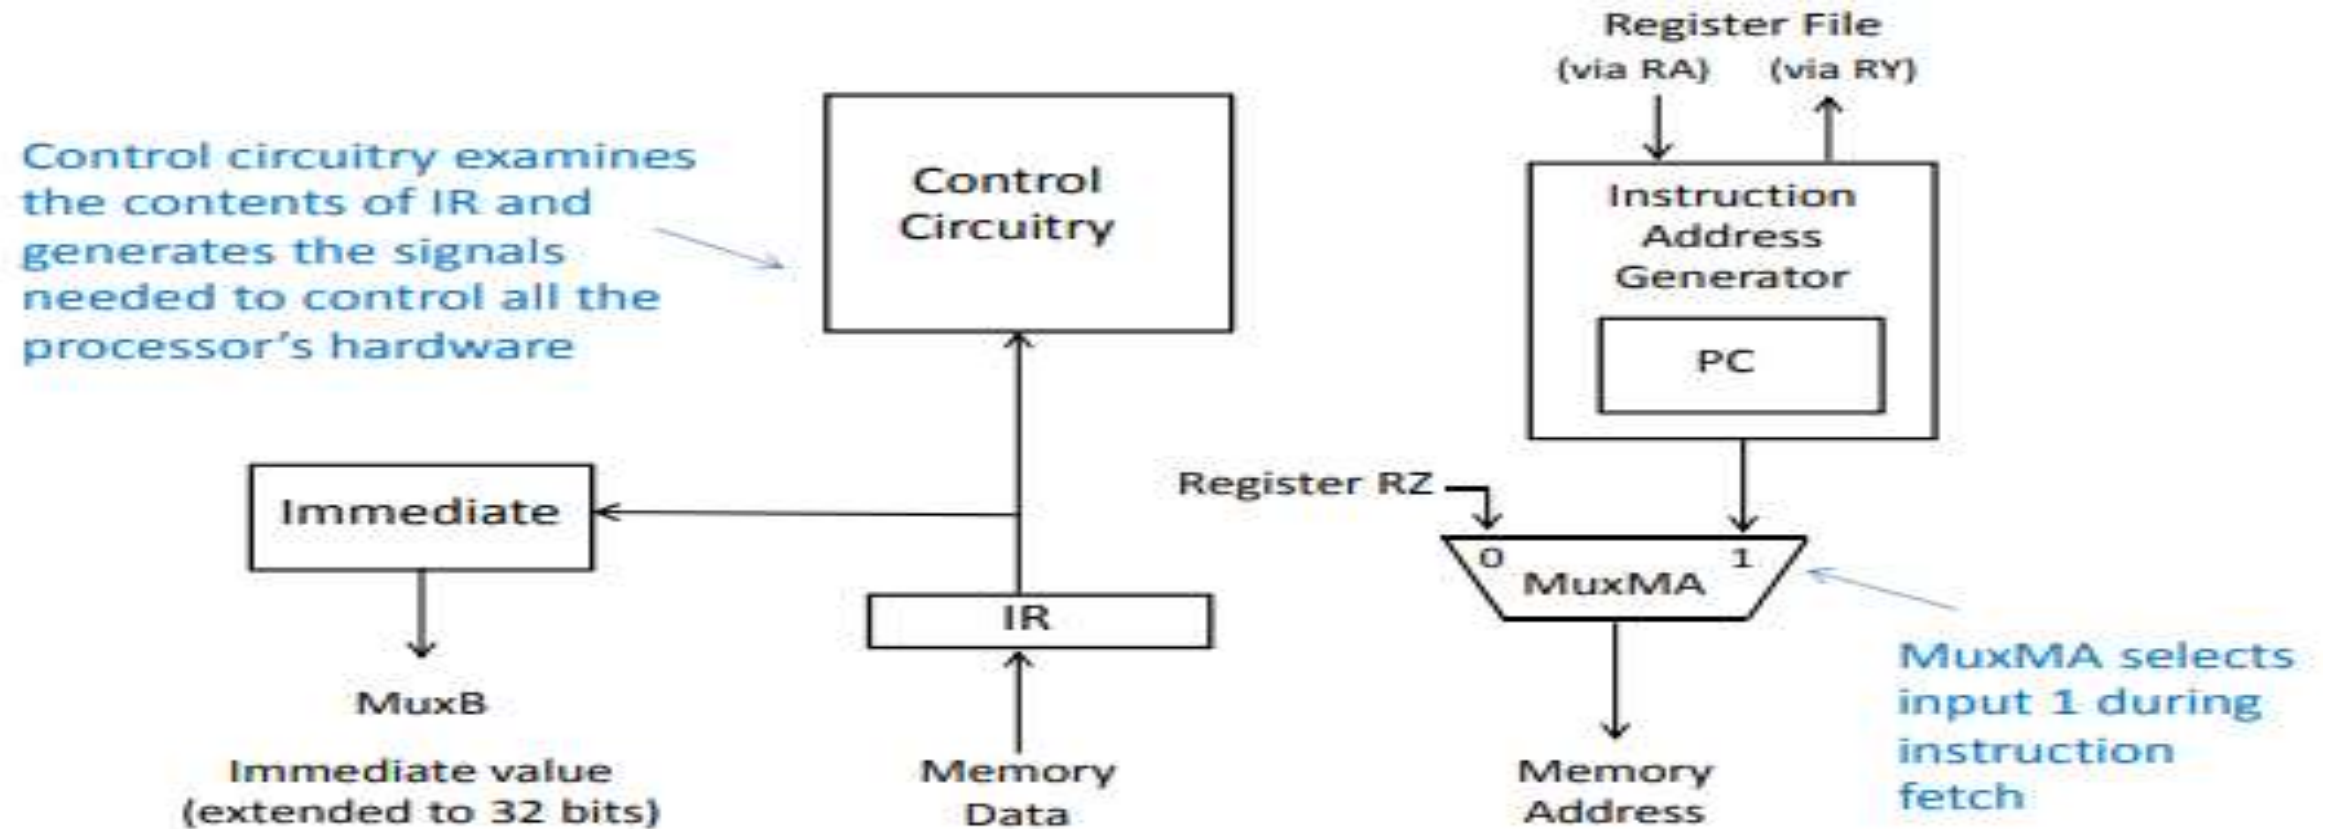 Register File
(via RA) (via RY)
Control circuitry examines
the contents of IR and
generates the signals
needed to control all the
processor's hardware
Control
Circuitry
Instruction
Address
Generator
PC
Register RZ
Immediate
0 1
MuxMA
IR
MuxB
Immediate value
(extended to 32 bits)
Memory
Data
Memory
Address
MuxMA selects
input 1 during
instruction
fetch